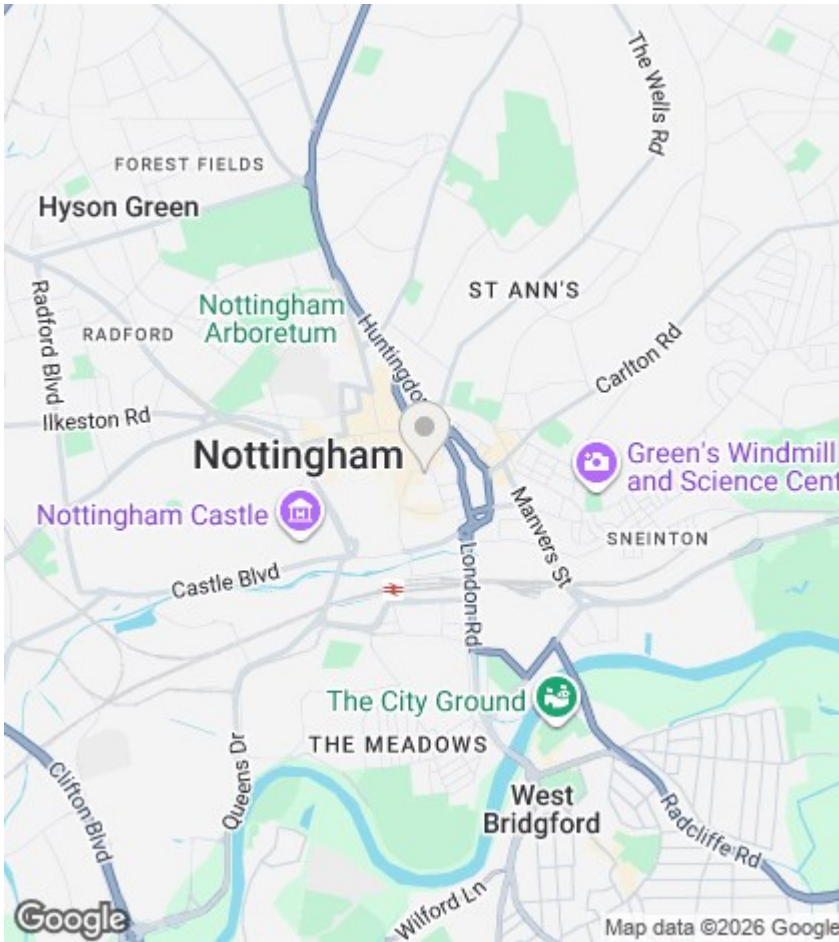 The Wells Rd
FOREST FIELDS
Hyson Green
ST ANN'S
Nottingham
Arboretum
Radford Blvd
RADFORD
Carlton Rd
Ilkeston Rd
Nottingham
Green's Windmill
and Science Cent
Nottingham Castle
Manvers St
SNEINTON
London Rd
Castle Blvd
The City Ground
THE MEADOWS
Queens Dr
Clifton Blvd
West
Bridgford
Radcliffe Rd
Wilford Ln
Google
Map data ©2026 Google